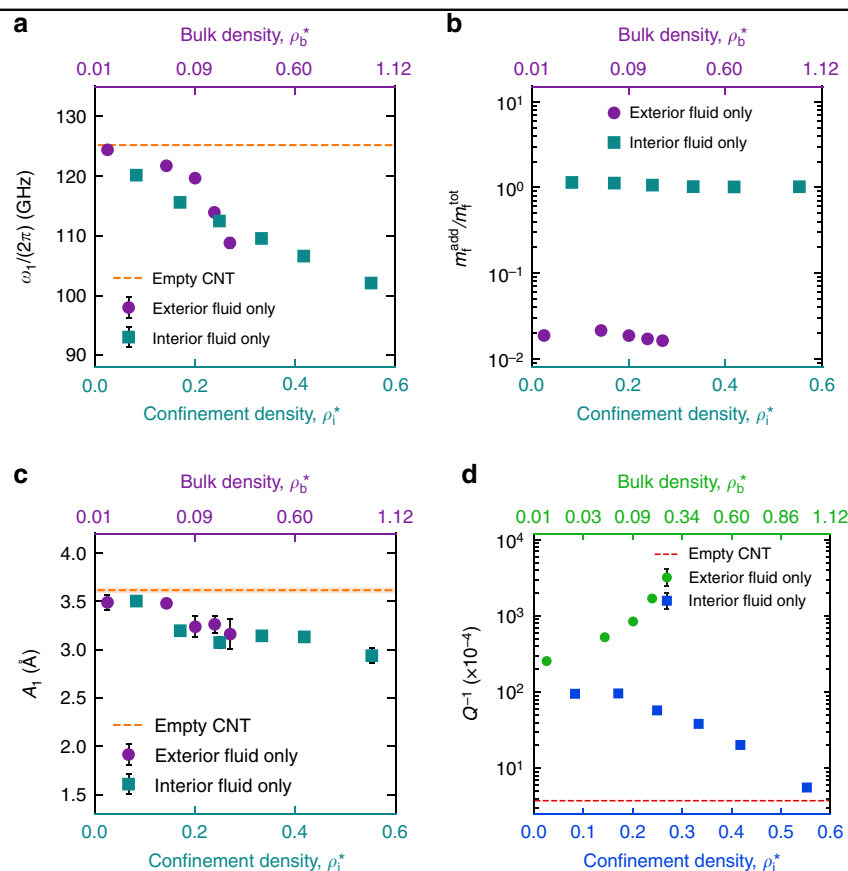 a
Bulk density, ρb*
0.01 0.09 0.60 1.12
135
130
120
110
100
90
ω1/(2π) (GHz)
Empty CNT
Exterior fluid only
Interior fluid only
0.0 0.2 0.4 0.6
Confinement density, ρi*
b
Bulk density, ρb*
0.01 0.09 0.60 1.12
10^1
10^0
10^−1
10^−2
mf^add/mf^tot
Exterior fluid only
Interior fluid only
0.0 0.2 0.4 0.6
Confinement density, ρi*
c
Bulk density, ρb*
0.01 0.09 0.60 1.12
4.0
3.5
3.0
2.5
2.0
1.5
A1 (Å)
Empty CNT
Exterior fluid only
Interior fluid only
0.0 0.2 0.4 0.6
Confinement density, ρi*
d
Bulk density, ρb*
0.01 0.03 0.09 0.34 0.60 0.86 1.12
10^4
10^3
10^2
10^1
Q^−1 (×10^−4)
Empty CNT
Exterior fluid only
Interior fluid only
0.0 0.1 0.2 0.3 0.4 0.5 0.6
Confinement density, ρi*